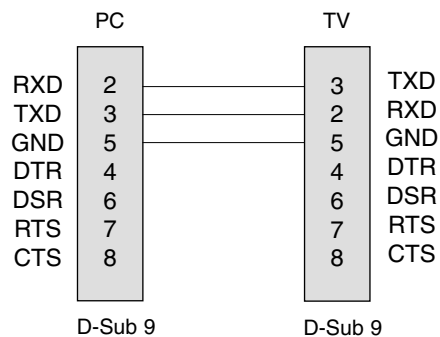 PC TV
RXD 2 3 TXD
TXD 3 2 RXD
GND 5 5 GND
DTR 4 4 DTR
DSR 6 6 DSR
RTS 7 7 RTS
CTS 8 8 CTS
D-Sub 9 D-Sub 9